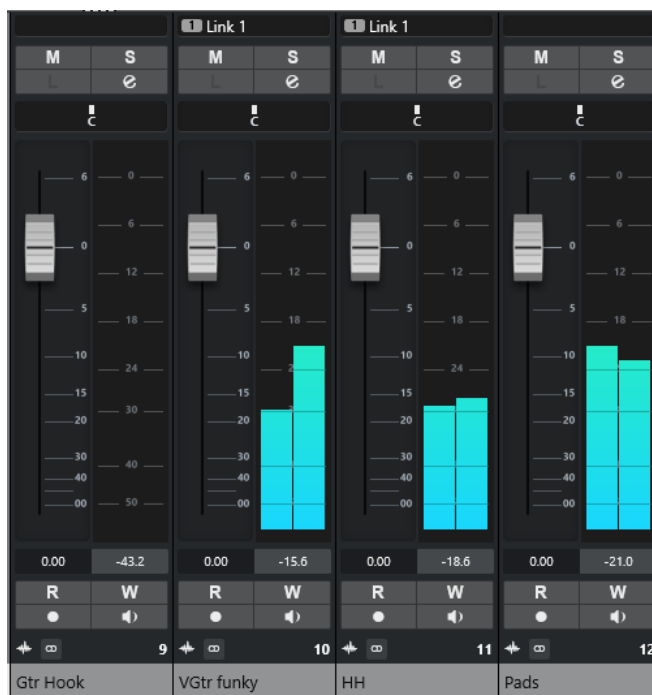 1 Link 1 1 Link 1
M S M S M S M S
L e L e L e L e
C C C C
6 0 6 0 6 0 6 0
6 6 6 6
0 0 0 0
12 12 12 12
5 5 5 5
18 18 18 18
10 10 10 10
24 24
15 15 15 15
30
20 20 20 20
30 30 30 30
40
40 40 40 40
50
00 00 00 00
0.00 -43.2 0.00 -15.6 0.00 -18.6 0.00 -21.0
R W R W R W R W
9 10 11 12
Gtr Hook VGtr funky HH Pads